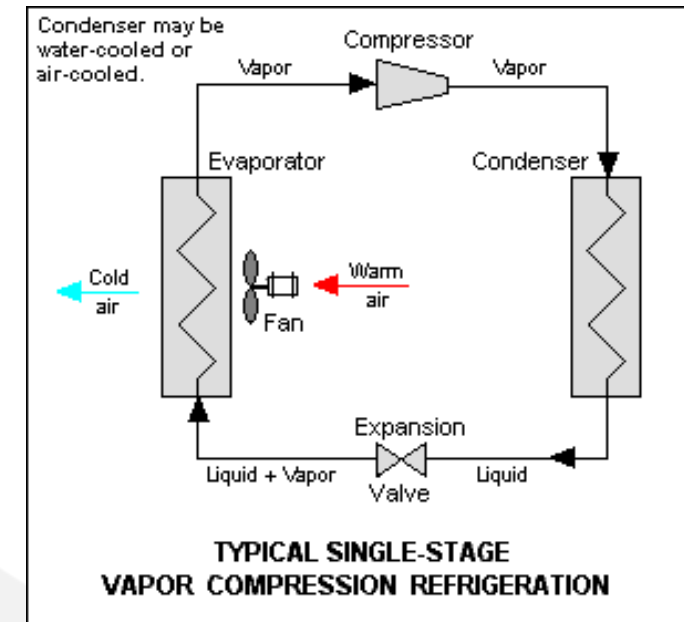 Condenser may be
water-cooled or
air-cooled.
Compressor
Vapor
Vapor
Evaporator
Condenser
Cold
air
Warm
air
Fan
Expansion
Valve
Liquid + Vapor
Liquid
TYPICAL SINGLE-STAGE
VAPOR COMPRESSION REFRIGERATION